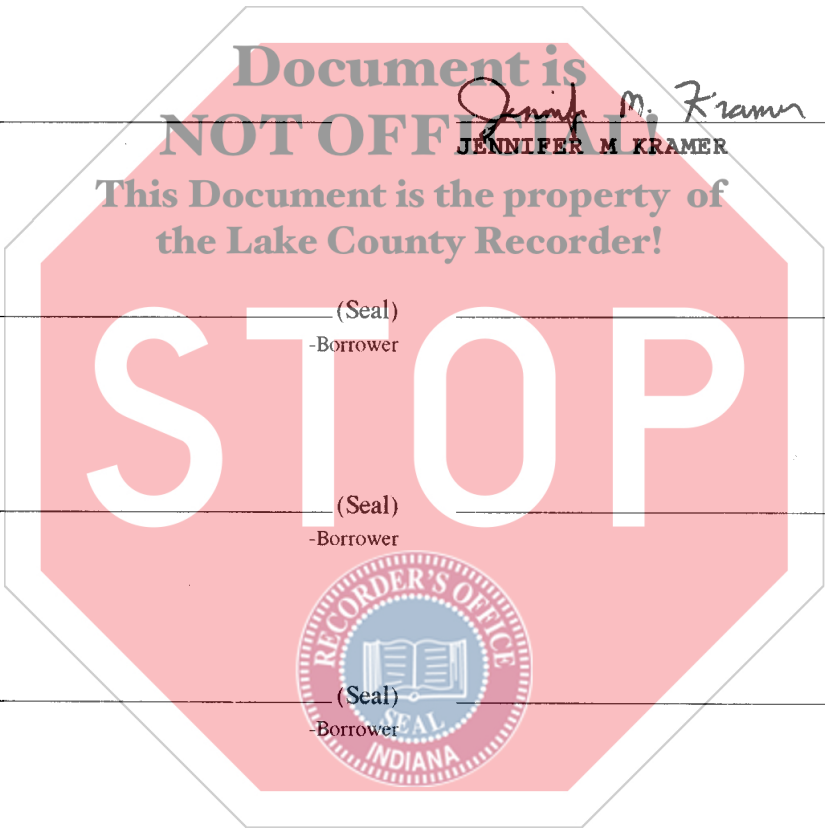 Document is
Jennifer M. Kramer
NOT OFFICIAL!
JENNIFER M KRAMER
This Document is the property of
the Lake County Recorder!
(Seal)
-Borrower
STOP
(Seal)
-Borrower
RECORDER'S OFFICE
(Seal)
SEAL
-Borrower
INDIANA